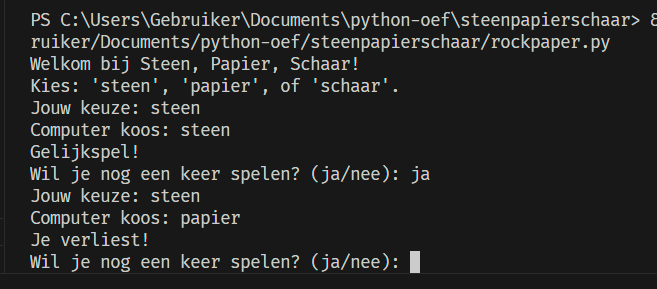 PS C:\Users\Gebruiker\Documents\python-oef\steenpapierschaar> &
ruiker/Documents/python-oef/steenpapierschaar/rockpaper.py
Welkom bij Steen, Papier, Schaar!
Kies: 'steen', 'papier', of 'schaar'.
Jouw keuze: steen
Computer koos: steen
Gelijkspel!
Wil je nog een keer spelen? (ja/nee): ja
Jouw keuze: steen
Computer koos: papier
Je verliest!
Wil je nog een keer spelen? (ja/nee):